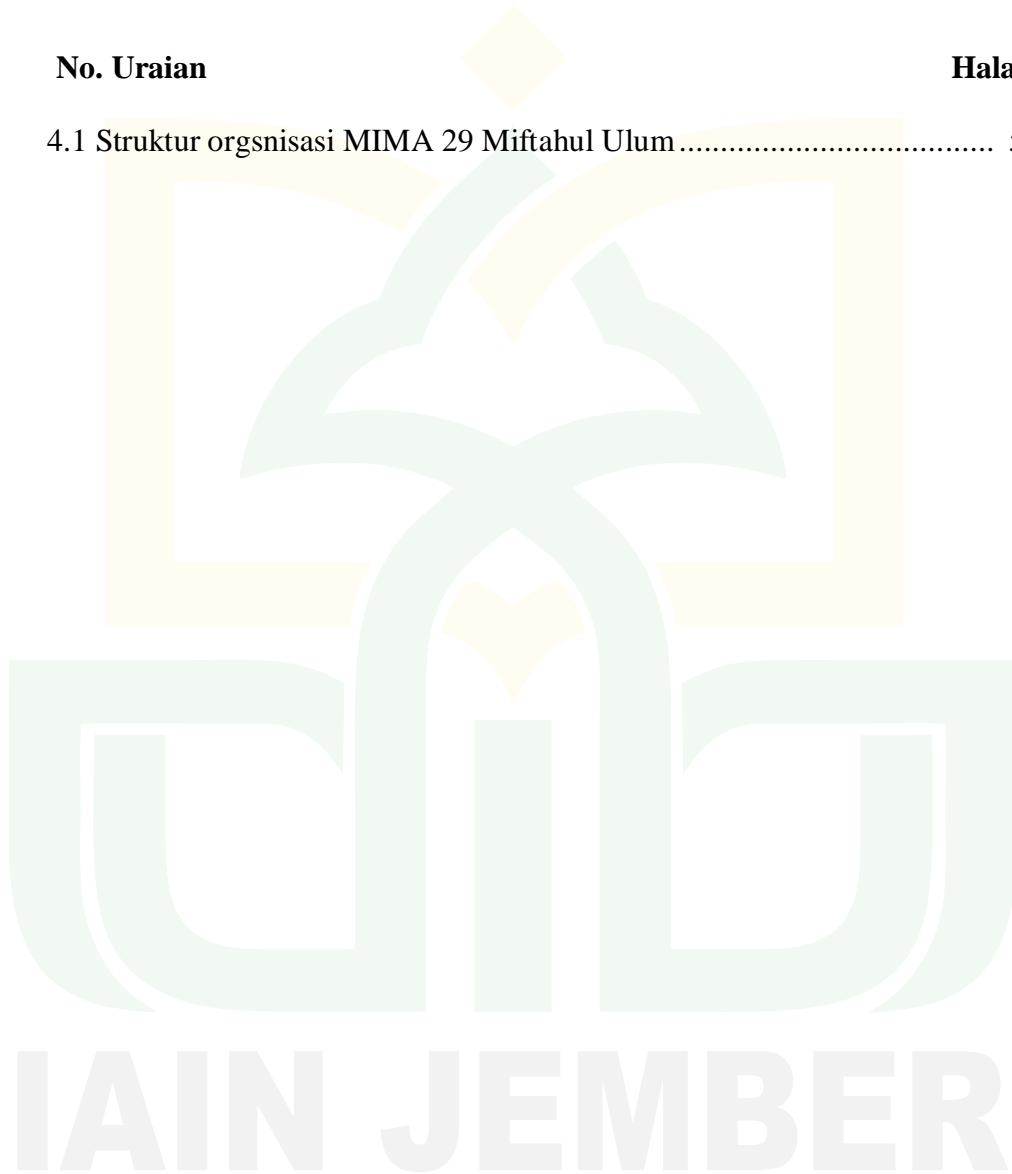 No. Uraian
4.1 Struktur orgsnisasi MIMA 29 Miftahul Ulum ......................................
IAIN JEMBER